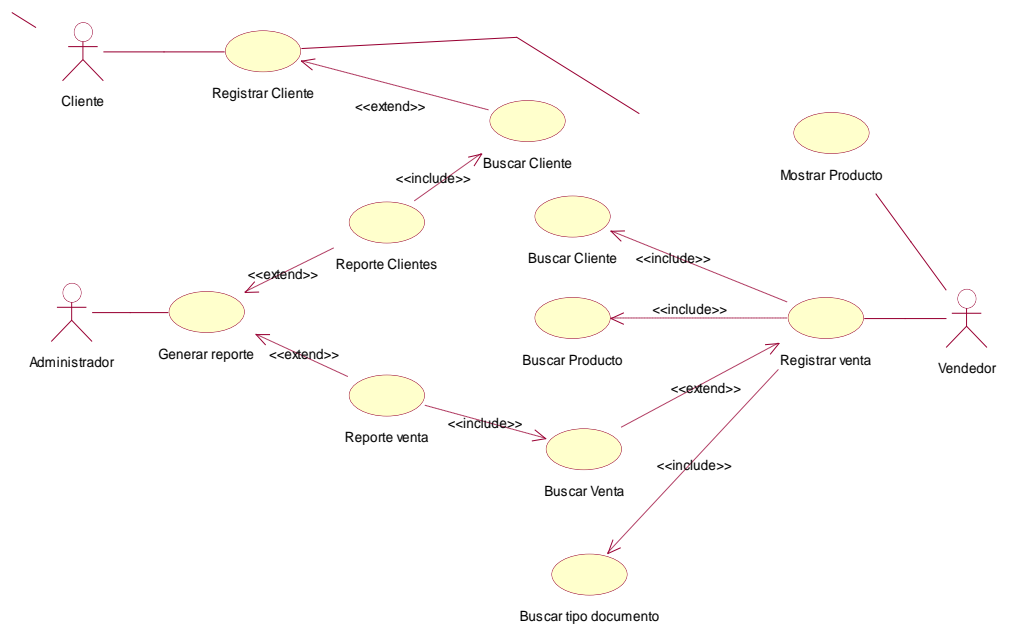 Cliente
Registrar Cliente
<<extend>>
Buscar Cliente
Mostrar Producto
<<include>>
Reporte Clientes
Buscar Cliente
<<include>>
<<extend>>
<<include>>
Administrador
Generar reporte
<<extend>>
Buscar Producto
Registrar venta
Vendedor
<<extend>>
Reporte venta
<<include>>
<<include>>
Buscar Venta
Buscar tipo documento